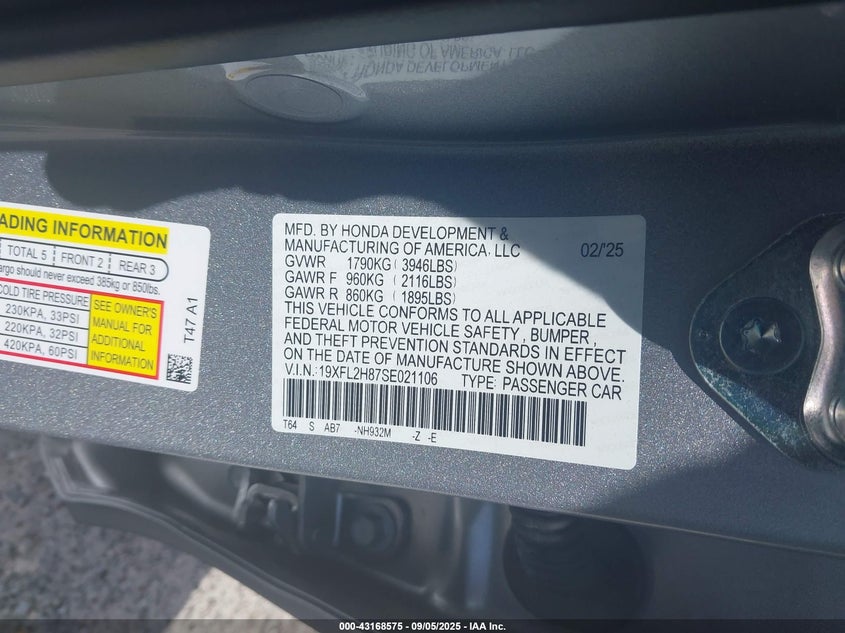 ADING INFORMATION
TOTAL 5 FRONT 2 REAR 3
argo should never exceed 385kg or 850lbs.
COLD TIRE PRESSURE
230KPA, 33PSI
220KPA, 32PSI
420KPA, 60PSI
SEE OWNER'S
MANUAL FOR
ADDITIONAL
INFORMATION
T47 A1
MFD. BY HONDA DEVELOPMENT &
MANUFACTURING OF AMERICA, LLC 02/'25
GVWR 1790KG (3946LBS)
GAWR F 960KG (2116LBS)
GAWR R 860KG (1895LBS)
THIS VEHICLE CONFORMS TO ALL APPLICABLE
FEDERAL MOTOR VEHICLE SAFETY, BUMPER,
AND THEFT PREVENTION STANDARDS IN EFFECT
ON THE DATE OF MANUFACTURE SHOWN ABOVE.
V.I.N.:19XFL2H87SE021106 TYPE: PASSENGER CAR
T64 S AB7 -NH932M -Z -E
000-43168575 - 09/05/2025 - IAA Inc.